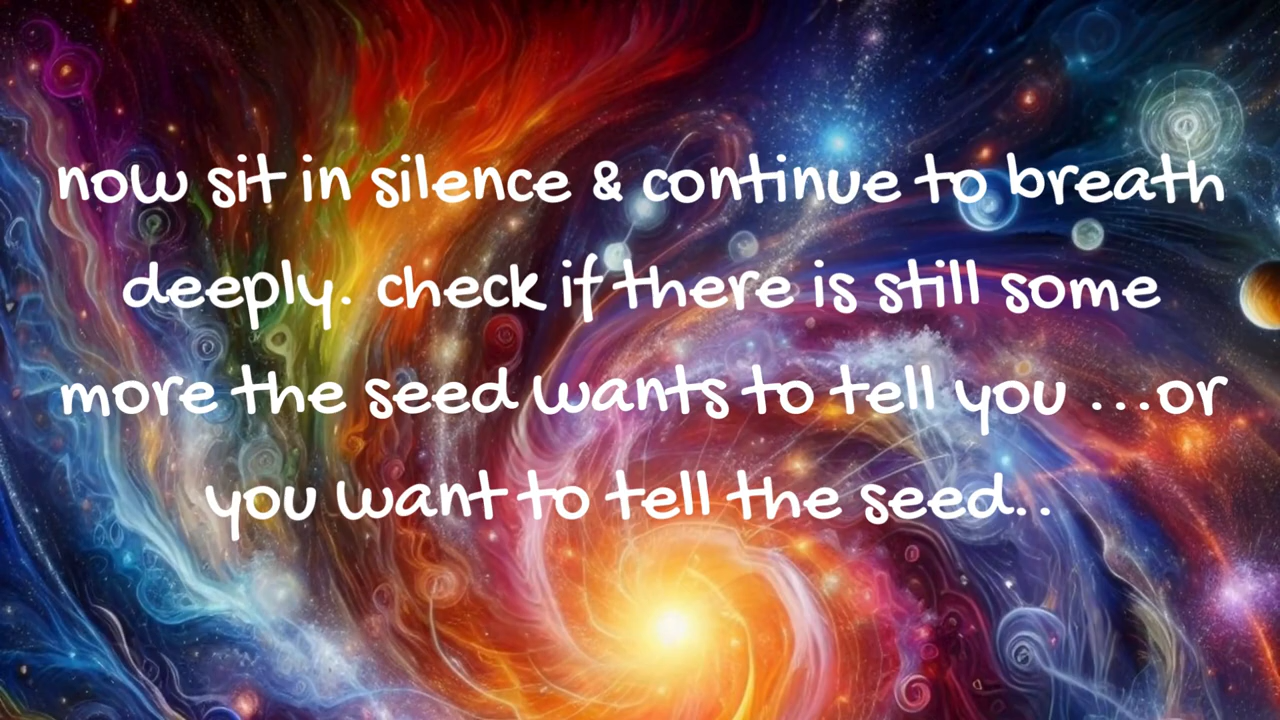 now sit in silence & continue to breath
deeply. check if there is still some
more the seed wants to tell you ...or
you want to tell the seed..